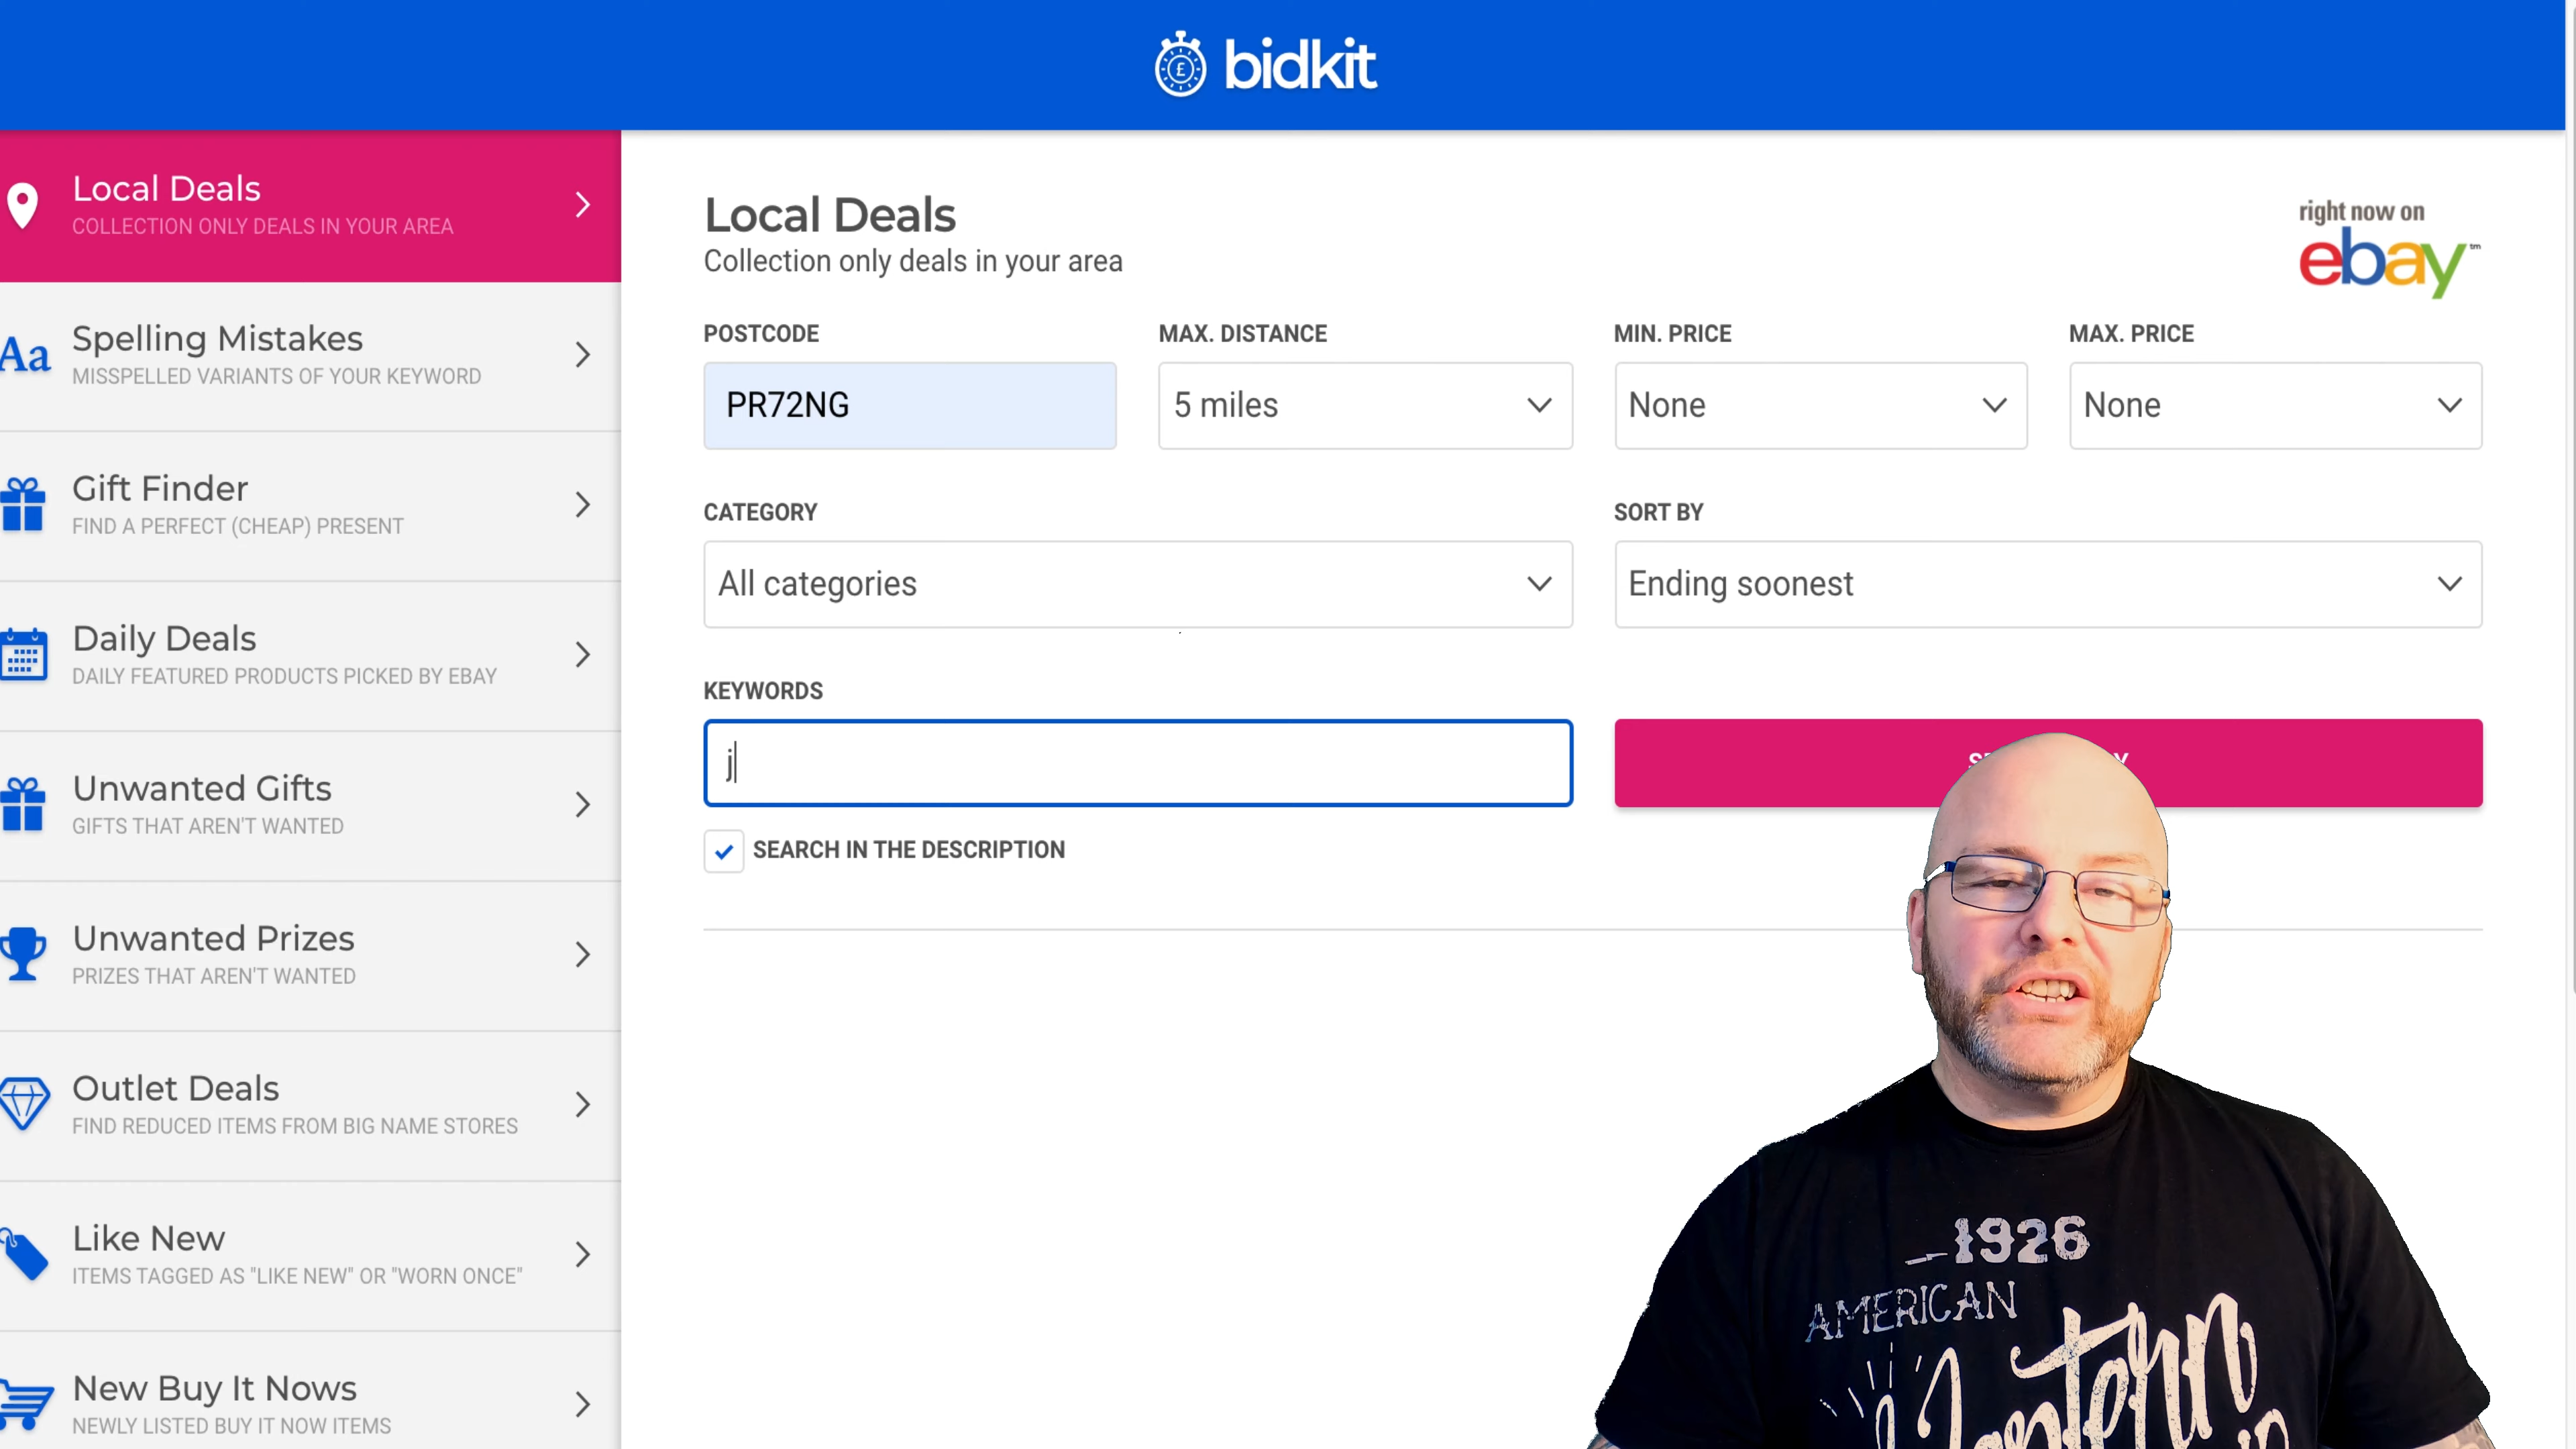 bidkit
Local Deals
COLLECTION ONLY DEALS IN YOUR AREA
Aa
Spelling Mistakes
MISSPELLED VARIANTS OF YOUR KEYWORD
Gift Finder
FIND A PERFECT (CHEAP) PRESENT
Daily Deals
DAILY FEATURED PRODUCTS PICKED BY EBAY
Unwanted Gifts
GIFTS THAT AREN'T WANTED
Unwanted Prizes
PRIZES THAT AREN'T WANTED
Outlet Deals
FIND REDUCED ITEMS FROM BIG NAME STORES
Like New
ITEMS TAGGED AS "LIKE NEW" OR "WORN ONCE"
New Buy It Nows
NEWLY LISTED BUY IT NOW ITEMS
Local Deals
Collection only deals in your area
right now on
ebay™
POSTCODE
PR72NG
MAX. DISTANCE
5 miles
MIN. PRICE
None
MAX. PRICE
None
CATEGORY
All categories
SORT BY
Ending soonest
KEYWORDS
j
SEARCH IN THE DESCRIPTION
1926
AMERICAN